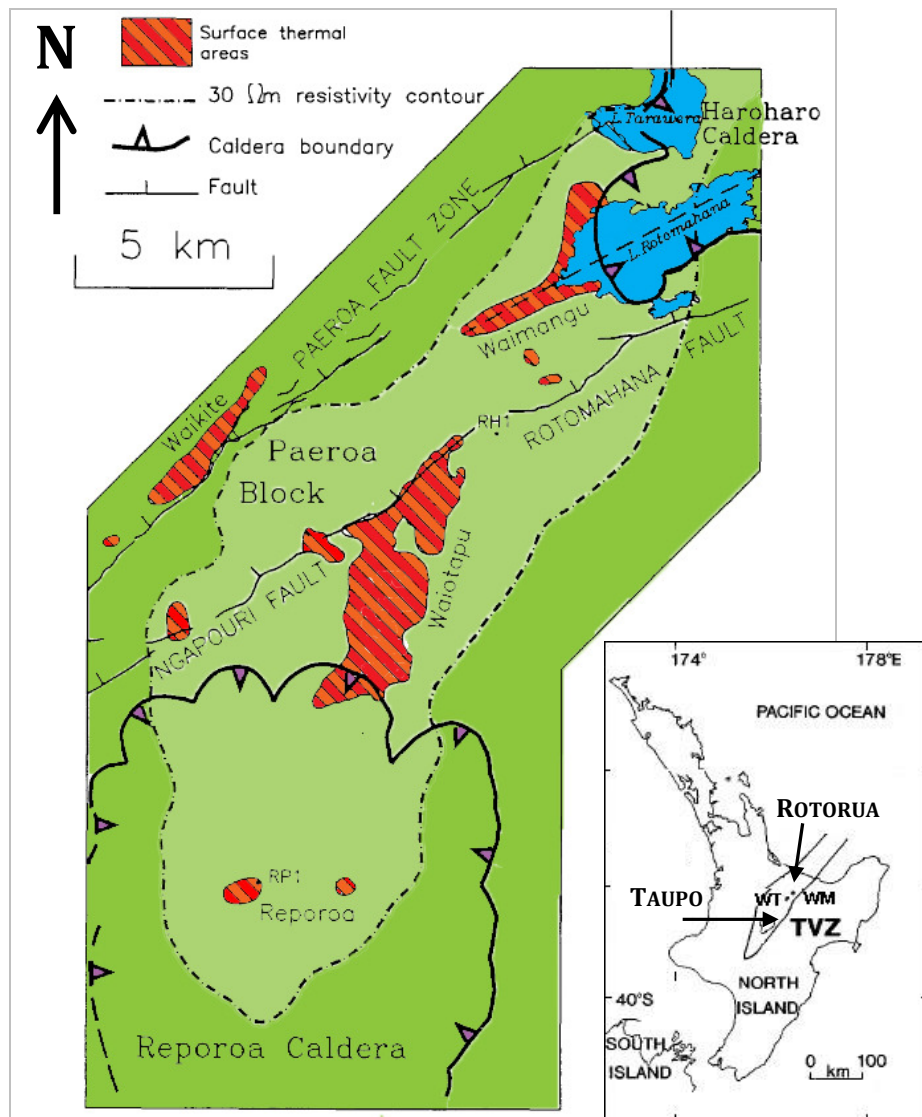 N
Surface thermal
areas
30 Ωm resistivity contour
Caldera boundary
Fault
5 km
L.Tarawera
Haroharo
Caldera
L.Rotomahana
PAEROA FAULT ZONE
Waimangu
Waikite
ROTOMAHANA FAULT
RH1
Paeroa
Block
Waiotapu
NGAPOURI FAULT
RP1
Reporoa
Reporoa Caldera
174°
178°E
PACIFIC OCEAN
ROTORUA
TAUPO
WT
WM
TVZ
NORTH
ISLAND
40°S
SOUTH
ISLAND
0 100
km